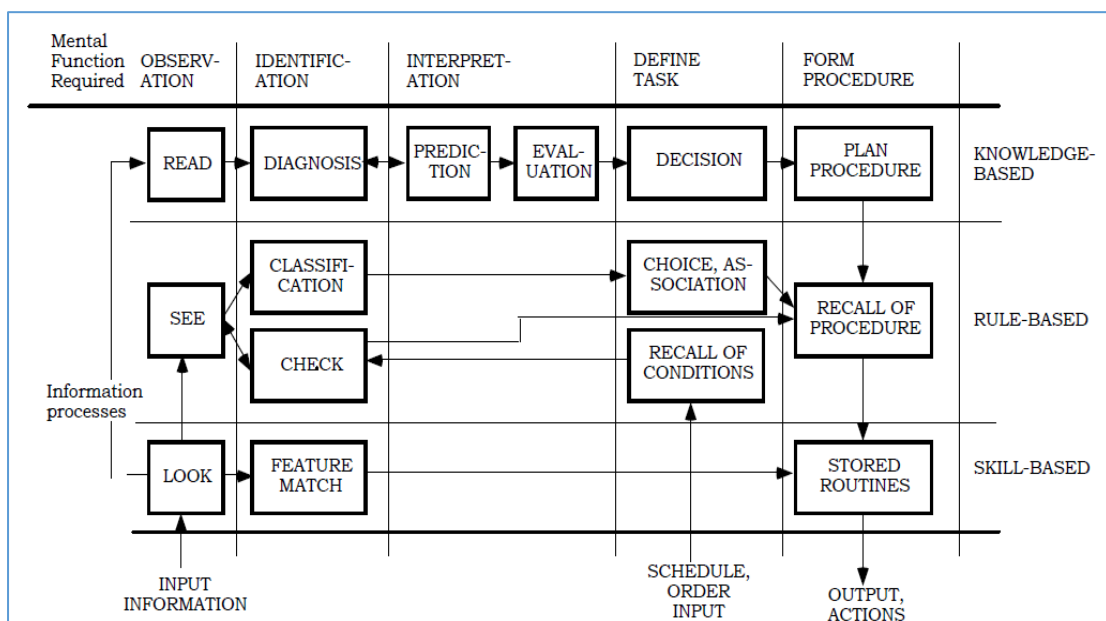 Mental
Function
Required
OBSERV-
ATION
IDENTIFIC-
ATION
INTERPRET-
ATION
DEFINE
TASK
FORM
PROCEDURE
READ
DIAGNOSIS
PREDIC-
TION
EVAL-
UATION
DECISION
PLAN
PROCEDURE
KNOWLEDGE-
BASED
SEE
CLASSIFI-
CATION
CHECK
CHOICE, AS-
SOCIATION
RECALL OF
CONDITIONS
RECALL OF
PROCEDURE
RULE-BASED
Information
processes
LOOK
FEATURE
MATCH
STORED
ROUTINES
SKILL-BASED
INPUT
INFORMATION
SCHEDULE,
ORDER
INPUT
OUTPUT,
ACTIONS